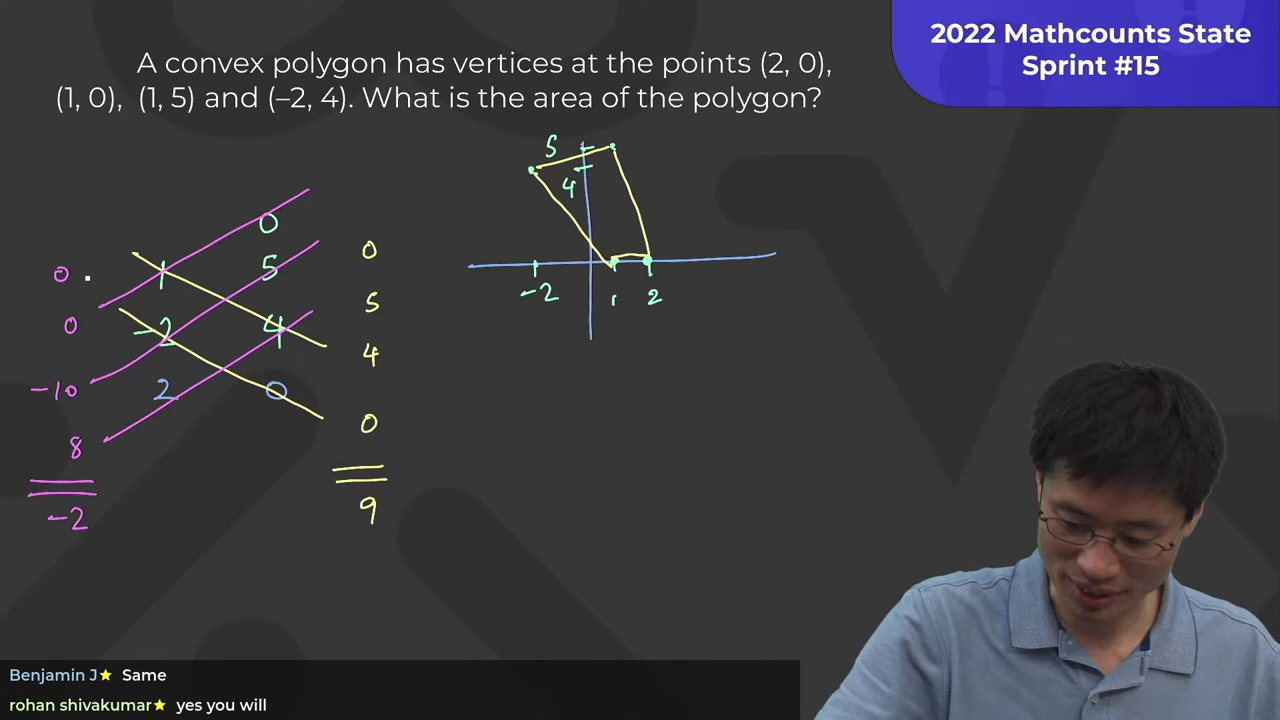 2022 Mathcounts State
Sprint #15
A convex polygon has vertices at the points (2, 0),
(1, 0), (1, 5) and (–2, 4). What is the area of the polygon?
5
4
-2 1 2
0
0 1 5 0
0 -2 4 5
-10 2 0 4
8 0
-2 9
Benjamin J⭐ Same
rohan shivakumar⭐ yes you will